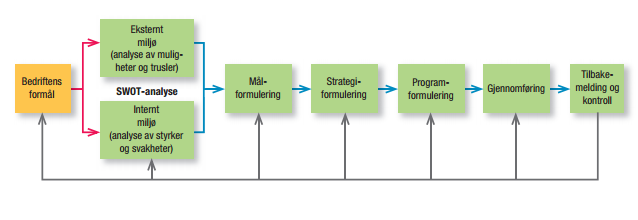 Bedriftens
formål
Eksternt
miljø
(analyse av mulig-
heter og trusler)
SWOT-analyse
Internt
miljø
(analyse av styrker
og svakheter)
Mål-
formulering
Strategi-
formulering
Program-
formulering
Gjennomføring
Tilbake-
melding og
kontroll